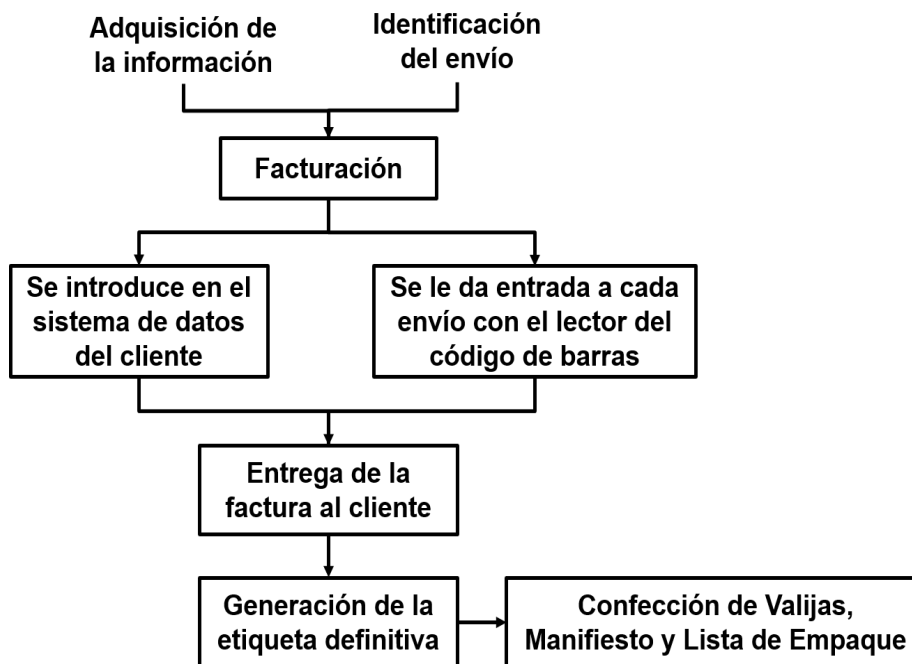 Adquisición de
la información
Identificación
del envío
Facturación
Se introduce en el
sistema de datos
del cliente
Se le da entrada a cada
envío con el lector del
código de barras
Entrega de la
factura al cliente
Generación de la
etiqueta definitiva
Confección de Valijas,
Manifiesto y Lista de Empaque